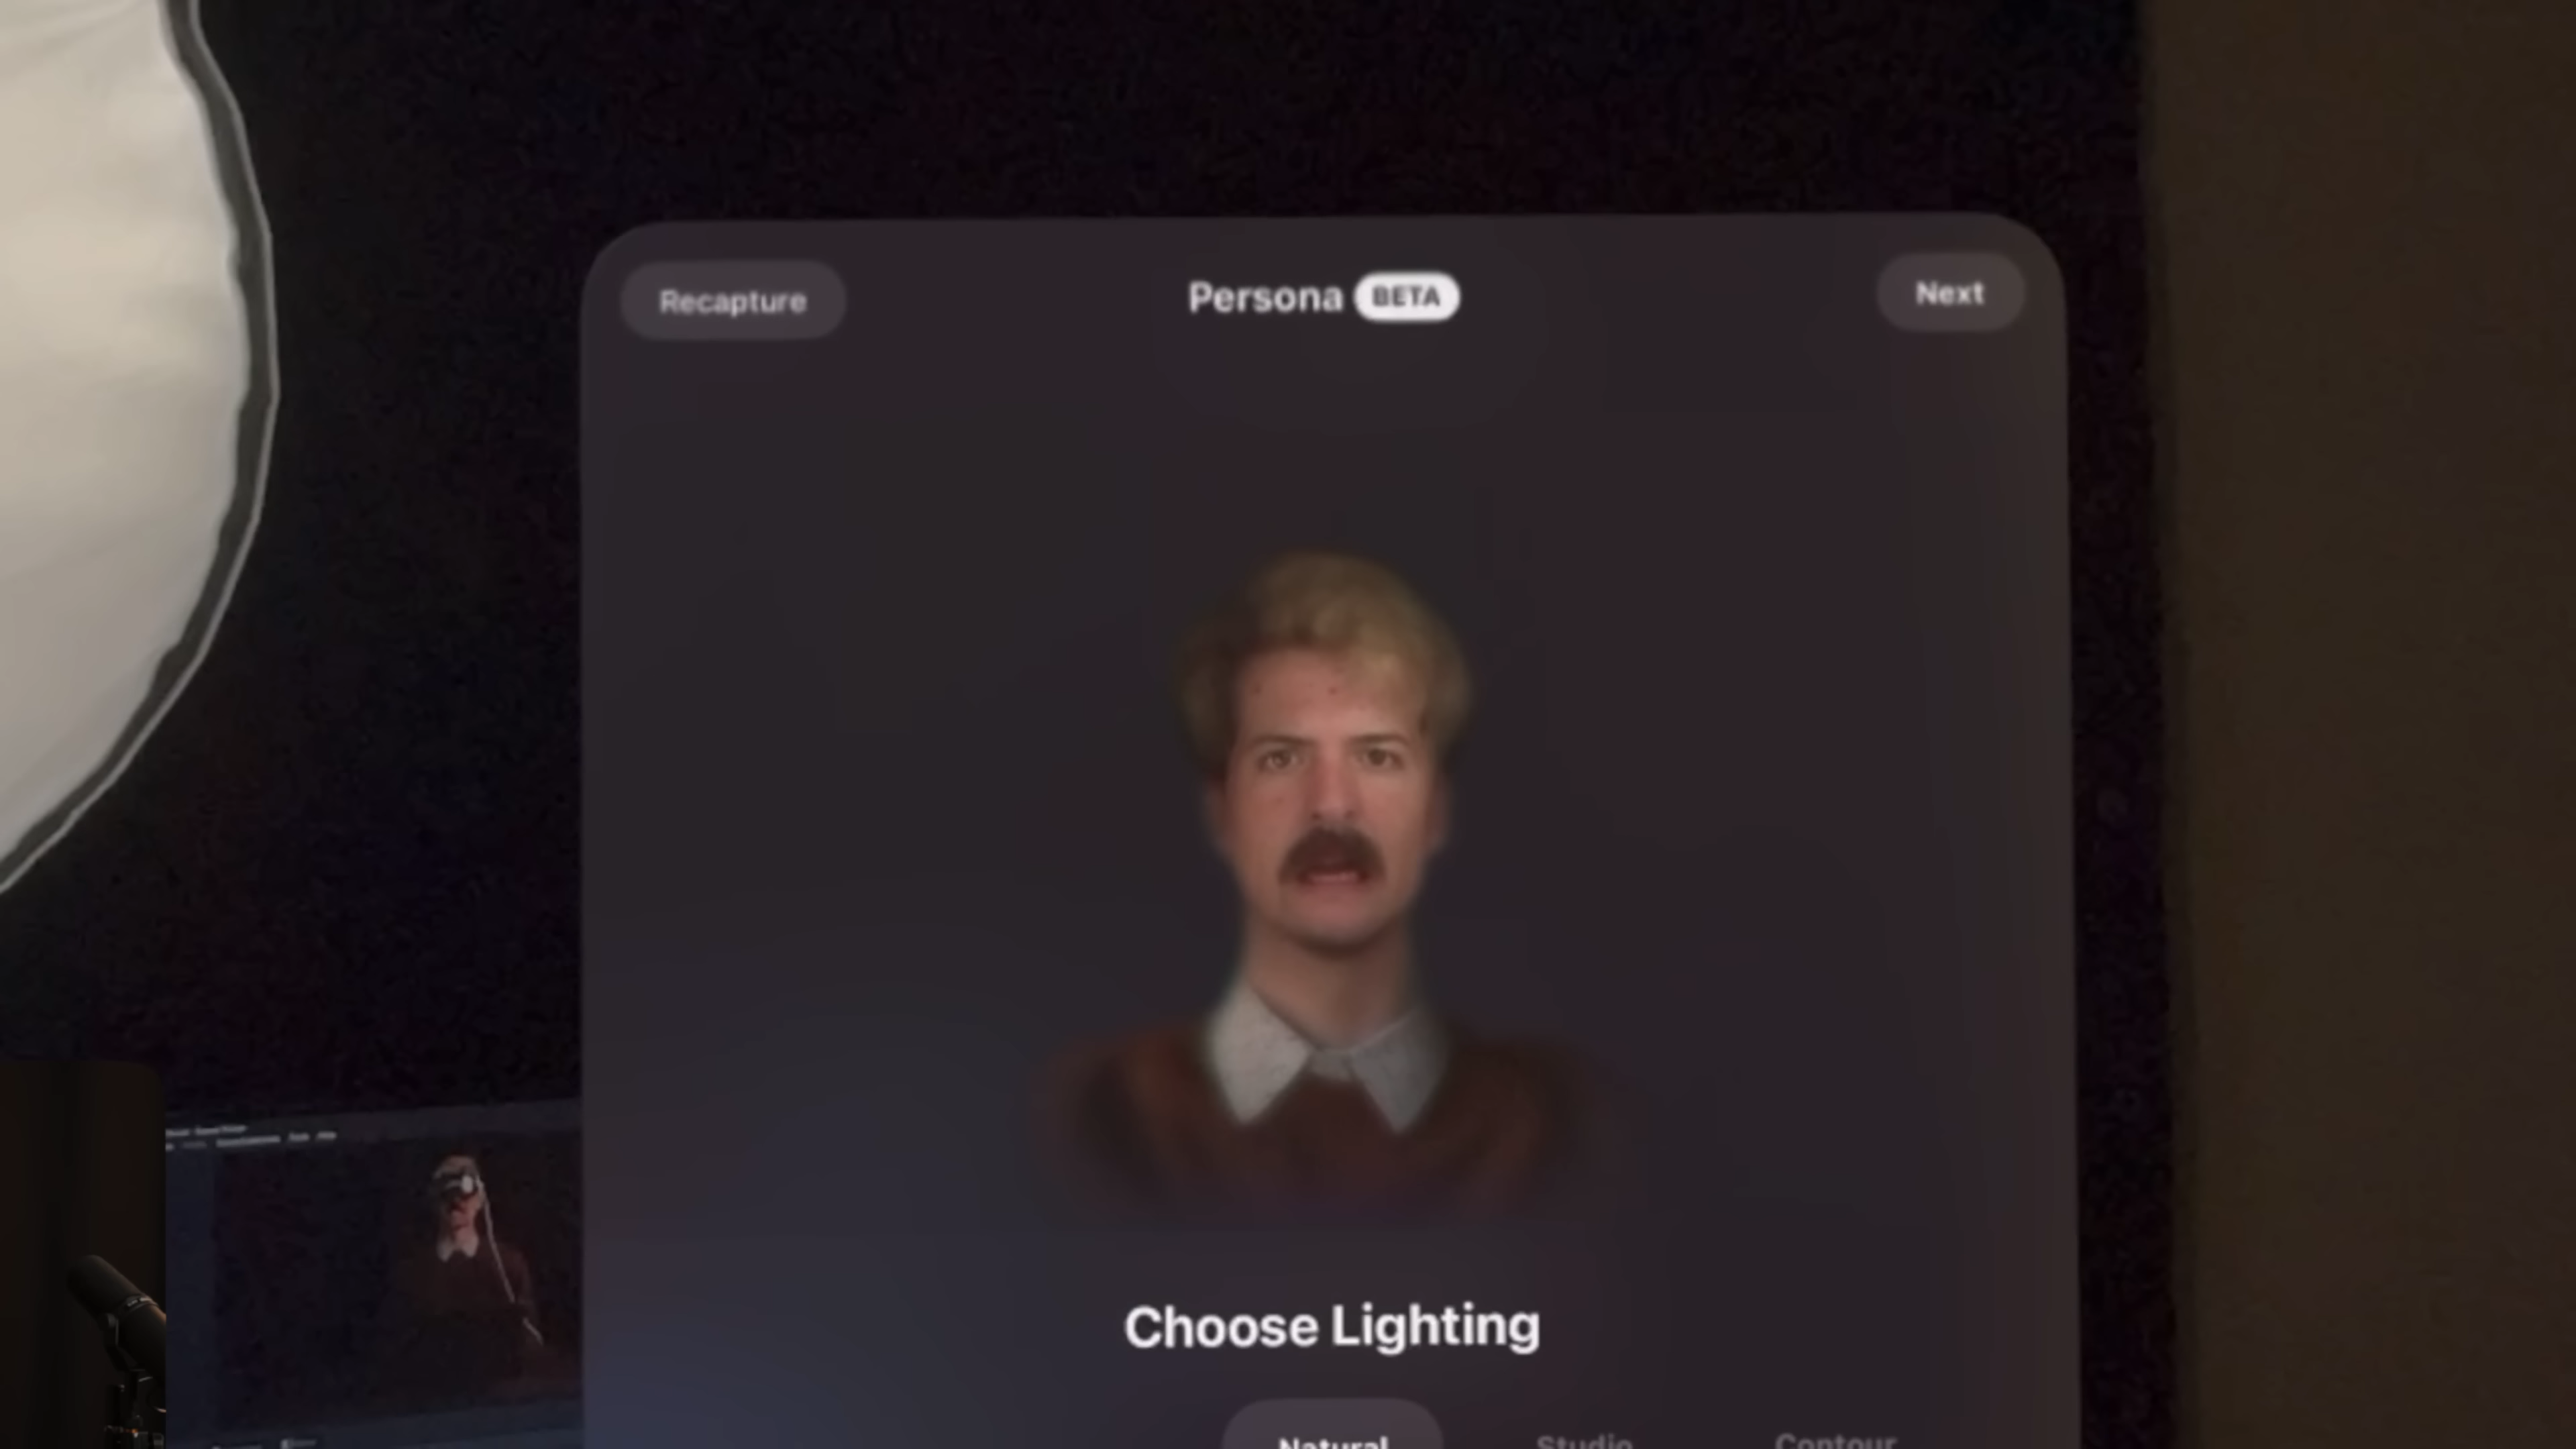 Recapture
Persona BETA
Next
Choose Lighting
Natural
Studio
Contour